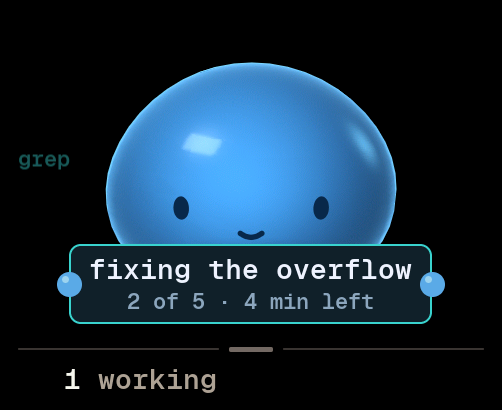 grep
fixing the overflow
2 of 5 · 4 min left
1 working